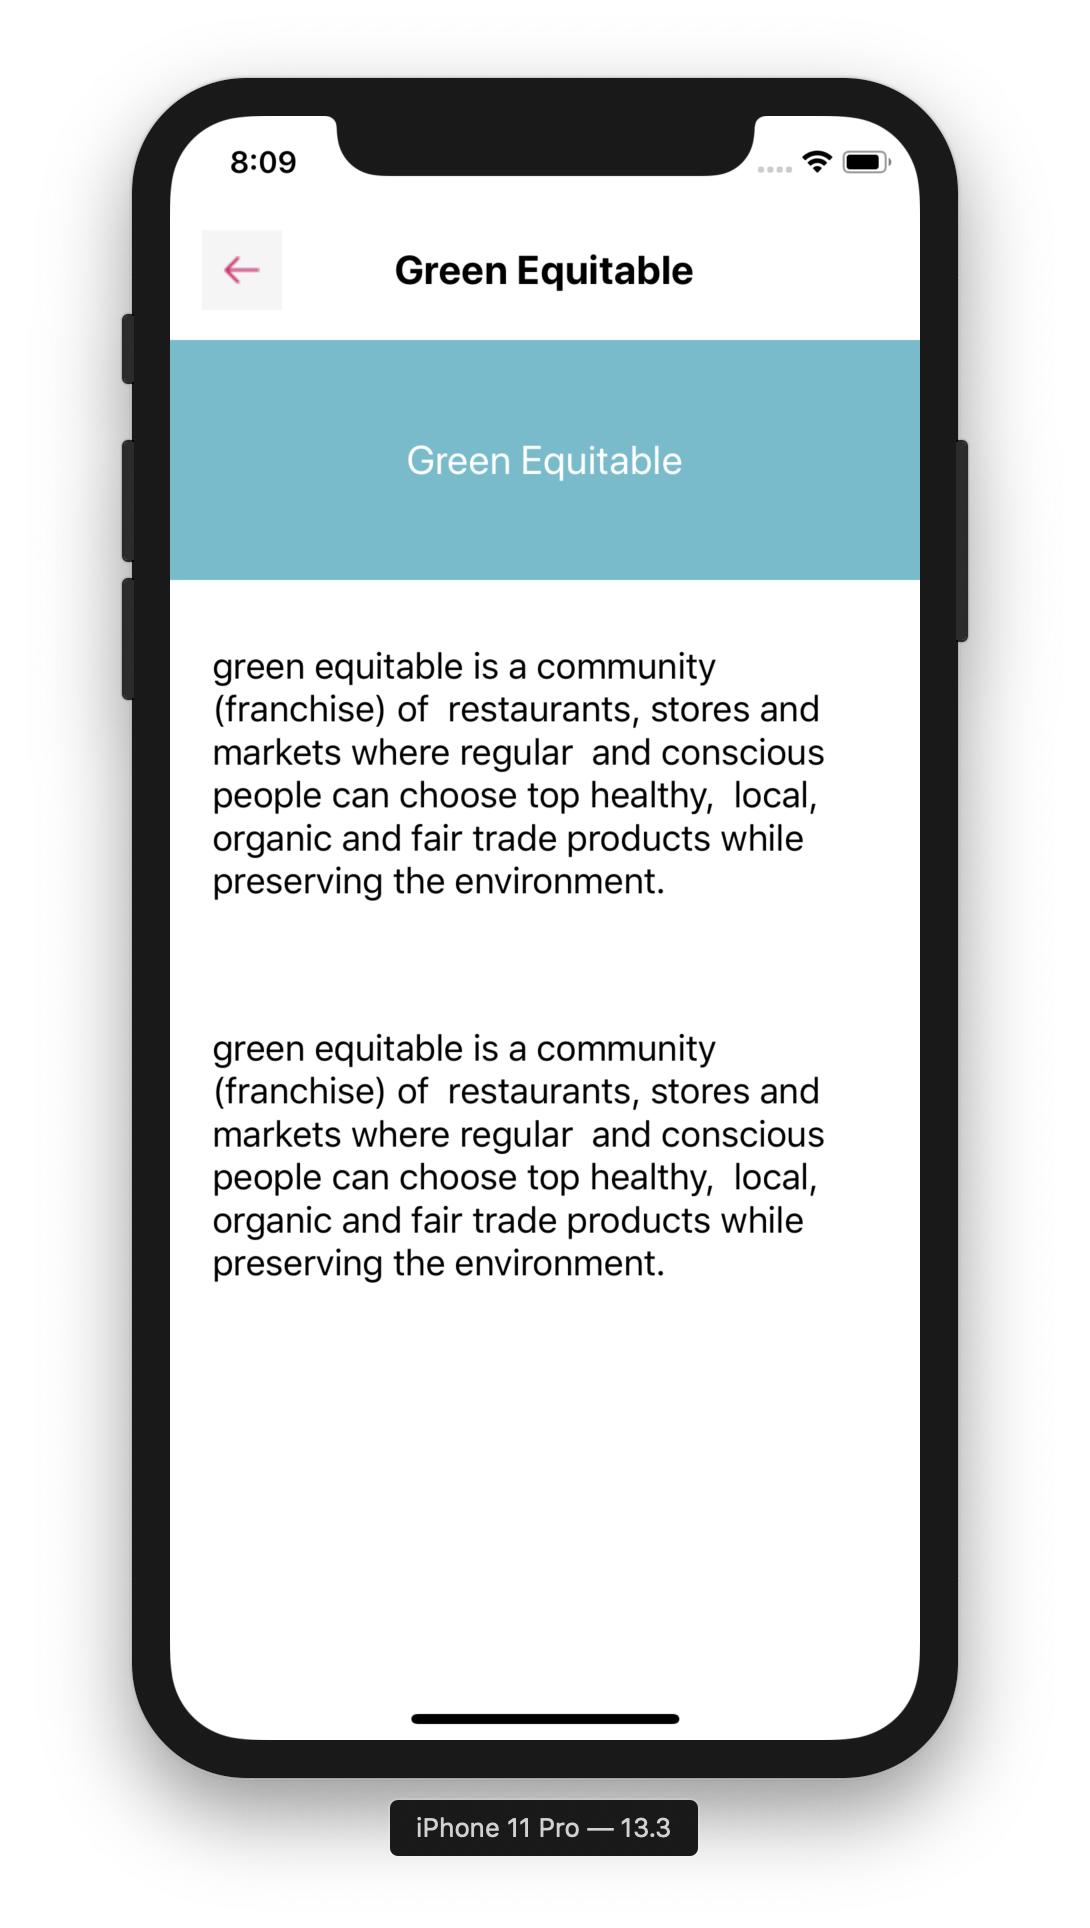 8:09
Green Equitable
Green Equitable
green equitable is a community
(franchise) of  restaurants, stores and
markets where regular  and conscious
people can choose top healthy,  local,
organic and fair trade products while
preserving the environment.
green equitable is a community
(franchise) of  restaurants, stores and
markets where regular  and conscious
people can choose top healthy,  local,
organic and fair trade products while
preserving the environment.
iPhone 11 Pro — 13.3